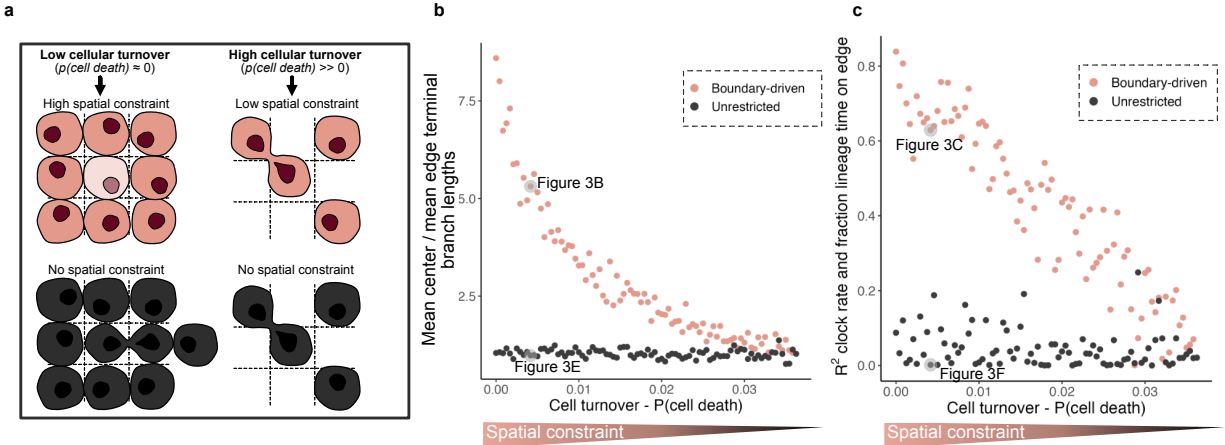 a
Low cellular turnover
(p(cell death) ≈ 0)
High cellular turnover
(p(cell death) >> 0)
High spatial constraint
Low spatial constraint
No spatial constraint
No spatial constraint
b
Mean center / mean edge terminal
branch lengths
7.5
5.0
2.5
Boundary-driven
Unrestricted
Figure 3B
Figure 3E
0.00
0.01
0.02
0.03
Cell turnover - P(cell death)
Spatial constraint
c
R² clock rate and fraction lineage time on edge
0.8
0.6
0.4
0.2
0.0
Boundary-driven
Unrestricted
Figure 3C
Figure 3F
0.00
0.01
0.02
0.03
Cell turnover - P(cell death)
Spatial constraint